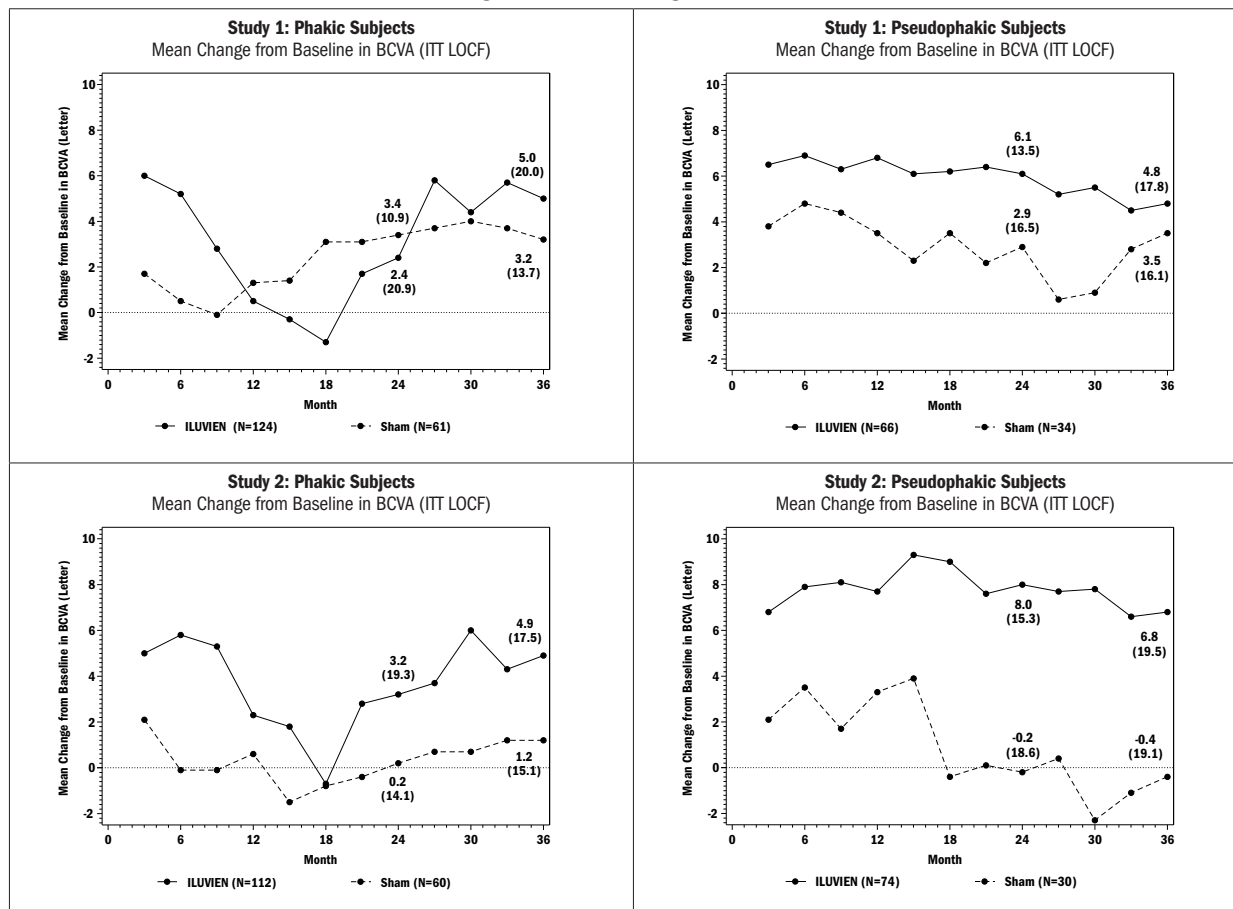 Study 1: Phakic Subjects
Mean Change from Baseline in BCVA (ITT LOCF)
Mean Change from Baseline in BCVA (Letter)
10
8
6
4
2
0
-2
5.0
(20.0)
3.4
(10.9)
2.4
(20.9)
3.2
(13.7)
0 6 12 18 24 30 36
Month
ILUVIEN (N=124) Sham (N=61)
Study 1: Pseudophakic Subjects
Mean Change from Baseline in BCVA (ITT LOCF)
Mean Change from Baseline in BCVA (Letter)
10
8
6
4
2
0
-2
6.1
(13.5)
4.8
(17.8)
2.9
(16.5)
3.5
(16.1)
0 6 12 18 24 30 36
Month
ILUVIEN (N=66) Sham (N=34)
Study 2: Phakic Subjects
Mean Change from Baseline in BCVA (ITT LOCF)
Mean Change from Baseline in BCVA (Letter)
10
8
6
4
2
0
-2
4.9
(17.5)
3.2
(19.3)
0.2
(14.1)
1.2
(15.1)
0 6 12 18 24 30 36
Month
ILUVIEN (N=112) Sham (N=60)
Study 2: Pseudophakic Subjects
Mean Change from Baseline in BCVA (ITT LOCF)
Mean Change from Baseline in BCVA (Letter)
10
8
6
4
2
0
-2
8.0
(15.3)
6.8
(19.5)
-0.2
(18.6)
-0.4
(19.1)
0 6 12 18 24 30 36
Month
ILUVIEN (N=74) Sham (N=30)